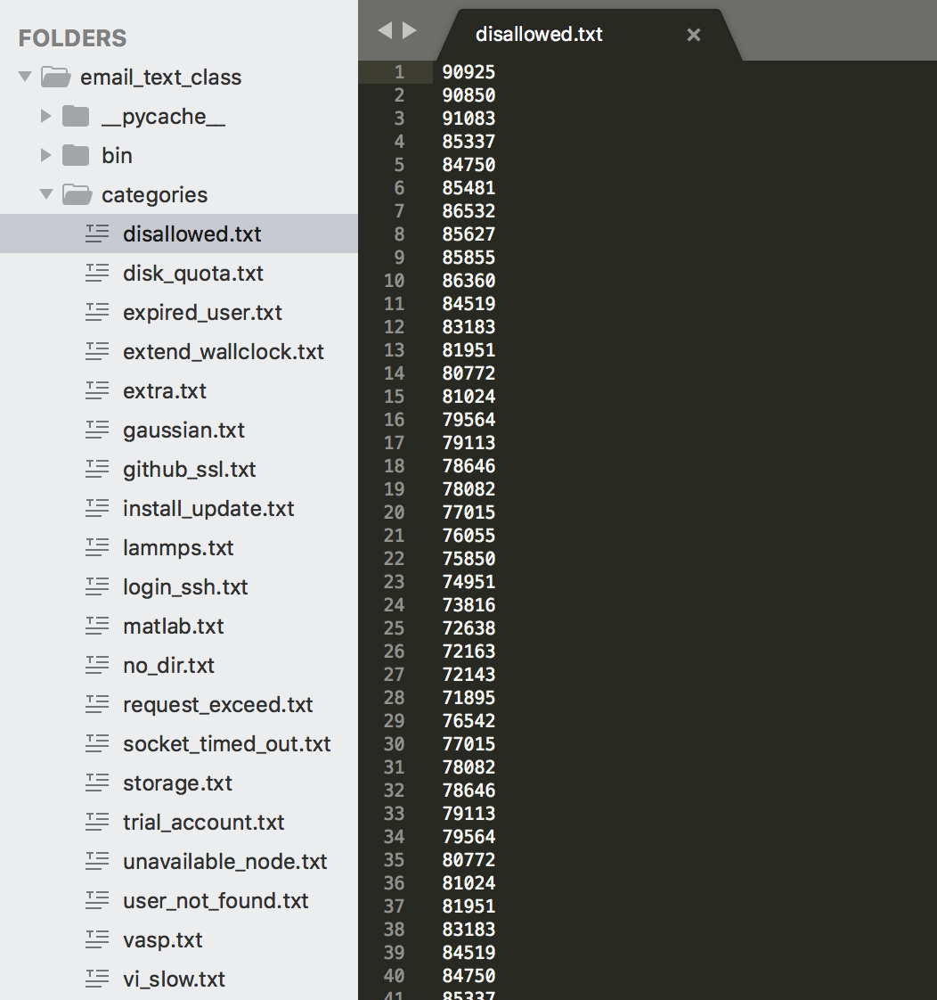 FOLDERS
email_text_class
__pycache__
bin
categories
disallowed.txt
disk_quota.txt
expired_user.txt
extend_wallclock.txt
extra.txt
gaussian.txt
github_ssl.txt
install_update.txt
lammps.txt
login_ssh.txt
matlab.txt
no_dir.txt
request_exceed.txt
socket_timed_out.txt
storage.txt
trial_account.txt
unavailable_node.txt
user_not_found.txt
vasp.txt
vi_slow.txt
disallowed.txt ×
1 90925
2 90850
3 91083
4 85337
5 84750
6 85481
7 86532
8 85627
9 85855
10 86360
11 84519
12 83183
13 81951
14 80772
15 81024
16 79564
17 79113
18 78646
19 78082
20 77015
21 76055
22 75850
23 74951
24 73816
25 72638
26 72163
27 72143
28 71895
29 76542
30 77015
31 78082
32 78646
33 79113
34 79564
35 80772
36 81024
37 81951
38 83183
39 84519
40 84750
41 85337